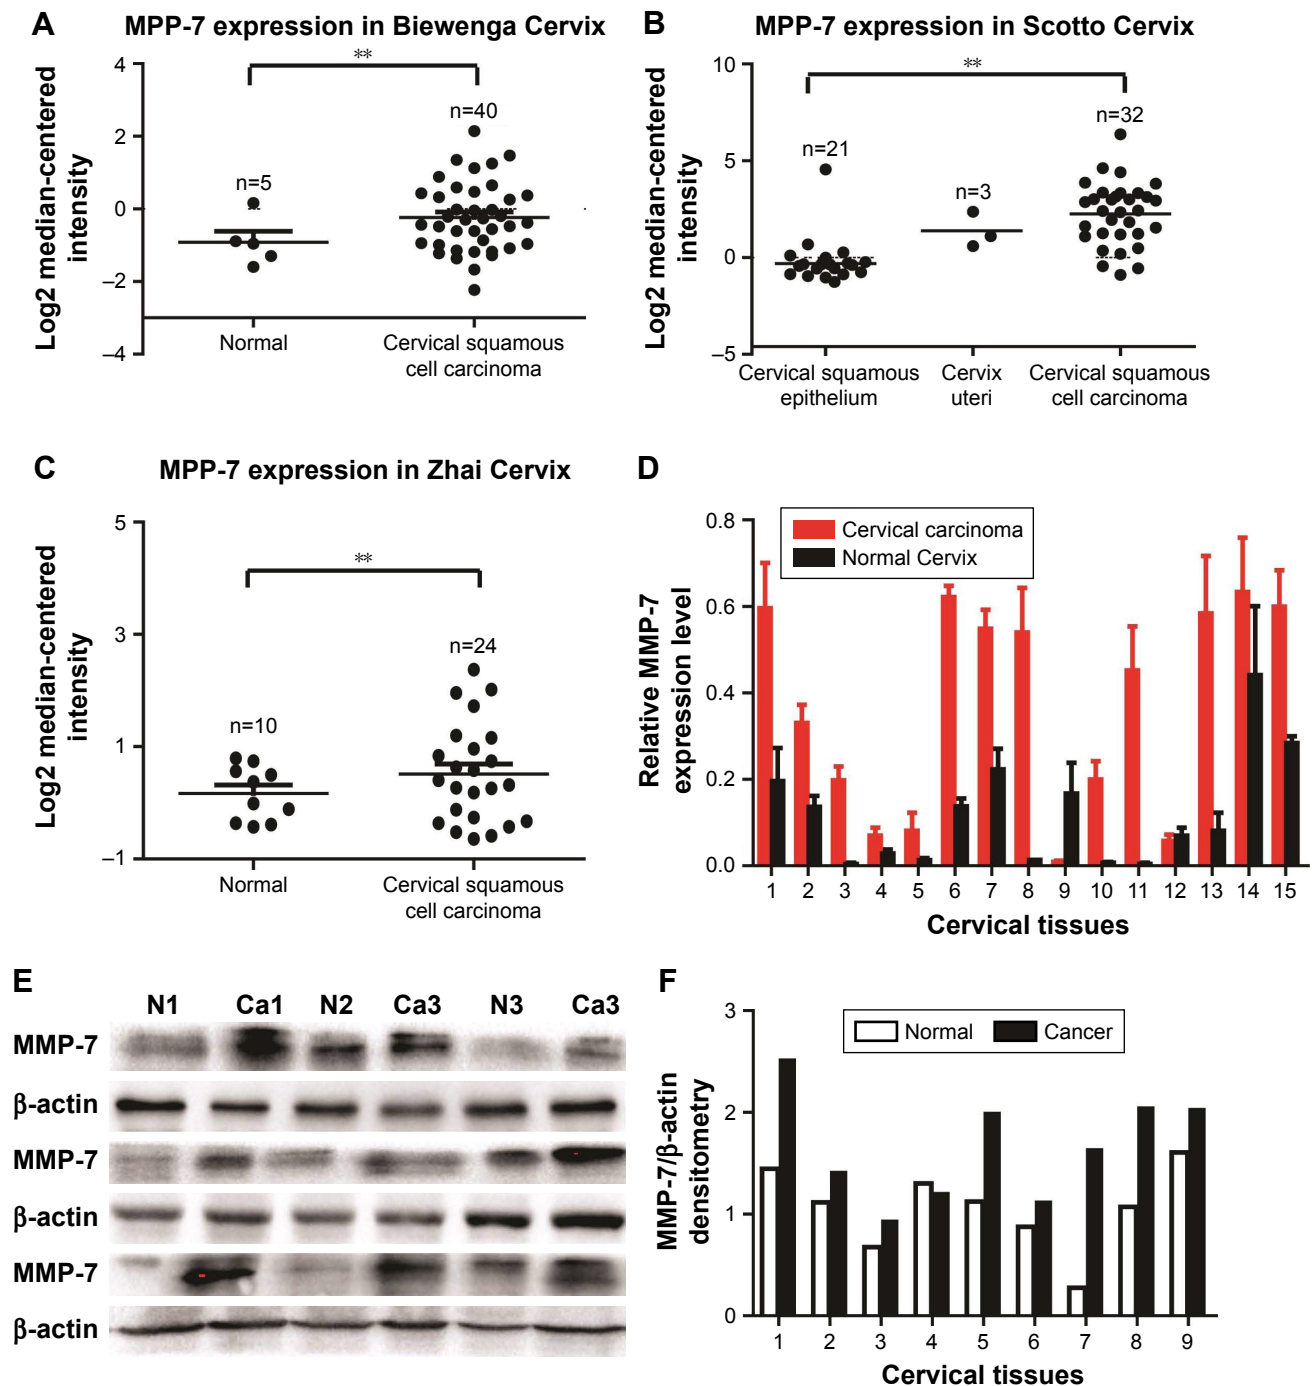 A
MPP-7 expression in Biewenga Cervix
Log2 median-centered
intensity
4
2
0
–2
–4
**
n=5
n=40
Normal
Cervical squamous
cell carcinoma
B
MPP-7 expression in Scotto Cervix
Log2 median-centered
intensity
10
5
0
–5
**
n=21
n=3
n=32
Cervical squamous
epithelium
Cervix
uteri
Cervical squamous
cell carcinoma
C
MPP-7 expression in Zhai Cervix
Log2 median-centered
intensity
5
3
1
–1
**
n=10
n=24
Normal
Cervical squamous
cell carcinoma
D
Relative MMP-7
expression level
0.8
0.6
0.4
0.2
0.0
Cervical carcinoma
Normal Cervix
1 2 3 4 5 6 7 8 9 10 11 12 13 14 15
Cervical tissues
E
N1 Ca1 N2 Ca3 N3 Ca3
MMP-7
β-actin
MMP-7
β-actin
MMP-7
β-actin
F
MMP-7/β-actin
densitometry
3
2
1
0
Normal
Cancer
1 2 3 4 5 6 7 8 9
Cervical tissues